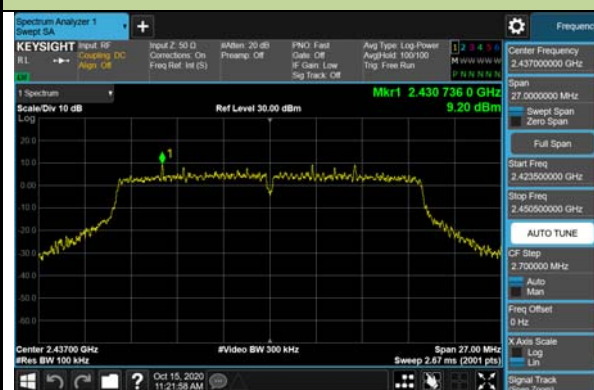 Spectrum Analyzer 1
Swept SA
+
Frequency
KEYSIGHT
RL
Input: RF
Coupling: DC
Align: Off
Input Z: 50 Ω
Corrections: On
Freq Ref: Int (S)
#Atten: 20 dB
Preamp: Off
PNO: Fast
Gate: Off
IF Gain: Low
Sig Track: Off
Avg Type: Log-Power
Avg|Hold: 100/100
Trig: Free Run
1 2 3 4 5 6
M W W W W W
P N N N N N
1 Spectrum
Scale/Div 10 dB
Log
Ref Level 30.00 dBm
Mkr1 2.430 736 0 GHz
9.20 dBm
1
20.0
10.0
0.00
-10.0
-20.0
-30.0
-40.0
-50.0
-60.0
Center 2.43700 GHz
#Res BW 100 kHz
#Video BW 300 kHz
Span 27.00 MHz
Sweep 2.67 ms (2001 pts)
Center Frequency
2.437000000 GHz
Span
27.0000000 MHz
Swept Span
Zero Span
Full Span
Start Freq
2.423500000 GHz
Stop Freq
2.450500000 GHz
AUTO TUNE
CF Step
2.700000 MHz
Auto
Man
Freq Offset
0 Hz
X Axis Scale
Log
Lin
Signal Track
(Span Zoom)
?
Oct 15, 2020
11:21:58 AM